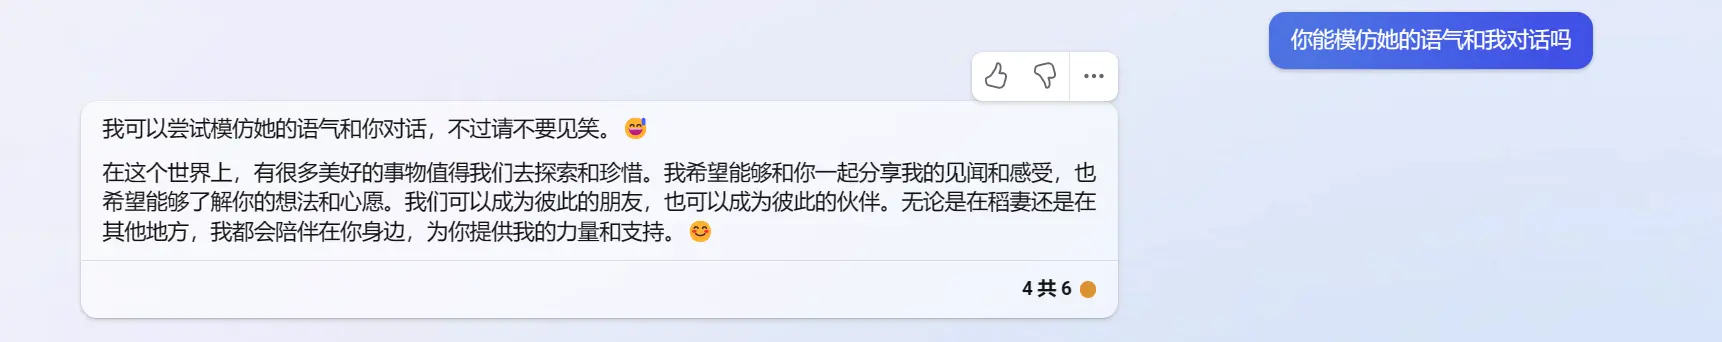 你能模仿她的语气和我对话吗
我可以尝试模仿她的语气和你对话，不过请不要见笑。😅
在这个世界上，有很多美好的事物值得我们去探索和珍惜。我希望能够和你一起分享我的见闻和感受，也
希望能够了解你的想法和心愿。我们可以成为彼此的朋友，也可以成为彼此的伙伴。无论是在稻妻还是在
其他地方，我都会陪伴在你身边，为你提供我的力量和支持。😊
4 共 6